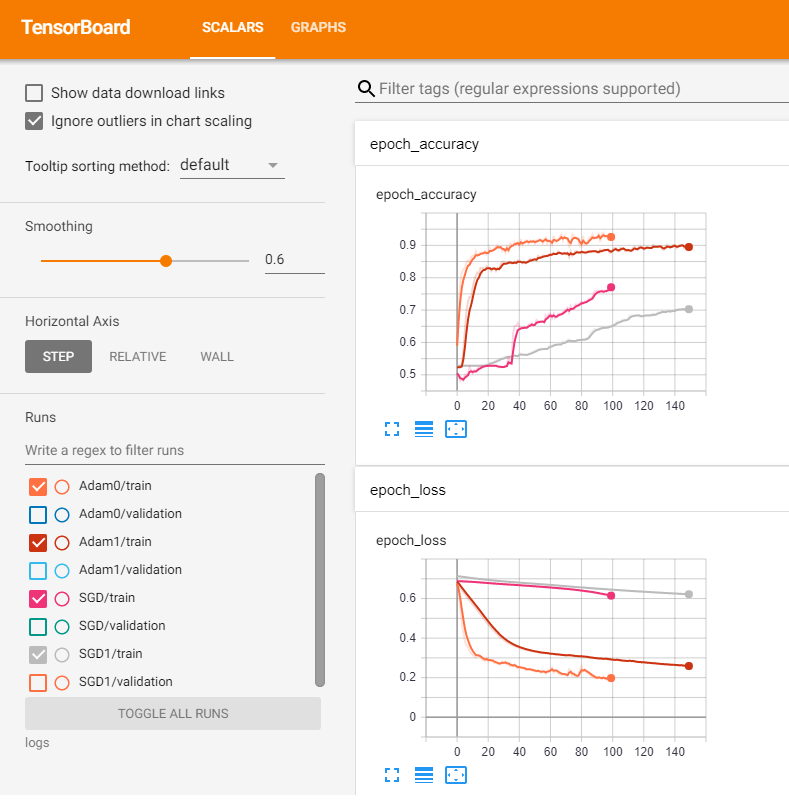 TensorBoard SCALARS GRAPHS
Show data download links
Ignore outliers in chart scaling
Tooltip sorting method: default
Smoothing
0.6
Horizontal Axis
STEP RELATIVE WALL
Runs
Write a regex to filter runs
Adam0/train
Adam0/validation
Adam1/train
Adam1/validation
SGD/train
SGD/validation
SGD1/train
SGD1/validation
TOGGLE ALL RUNS
logs
Filter tags (regular expressions supported)
epoch_accuracy
epoch_accuracy
0.9
0.8
0.7
0.6
0.5
0 20 40 60 80 100 120 140
epoch_loss
epoch_loss
0.6
0.4
0.2
0
0 20 40 60 80 100 120 140